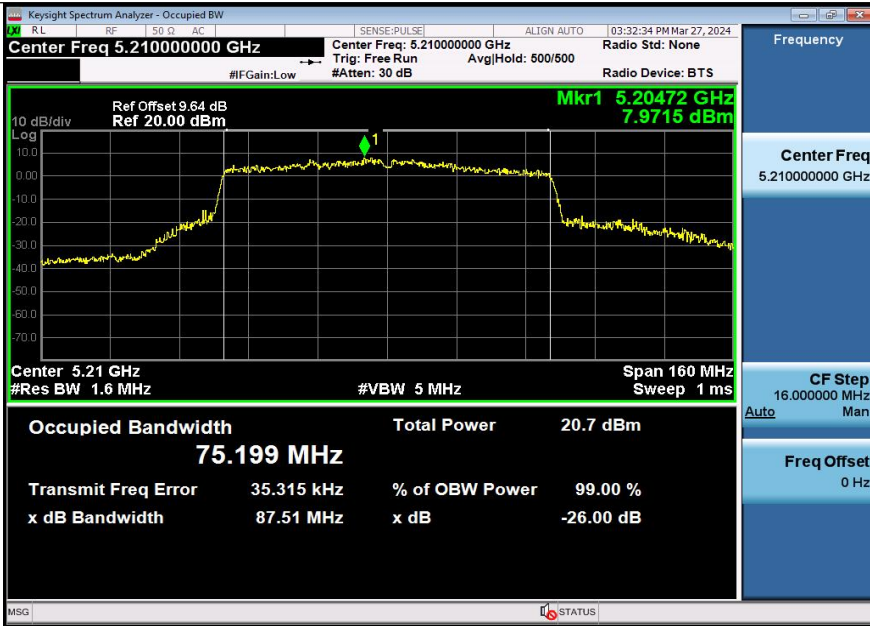 Keysight Spectrum Analyzer - Occupied BW
LXI RL RF 50 Ω AC SENSE:PULSE ALIGN AUTO 03:32:34 PM Mar 27, 2024
Center Freq 5.210000000 GHz
Center Freq: 5.210000000 GHz
Radio Std: None
Trig: Free Run Avg|Hold: 500/500
#IFGain:Low #Atten: 30 dB Radio Device: BTS
Ref Offset 9.64 dB
Mkr1 5.20472 GHz
10 dB/div Ref 20.00 dBm 7.9715 dBm
Log
1
10.0
0.00
-10.0
-20.0
-30.0
-40.0
-50.0
-60.0
-70.0
Center 5.21 GHz Span 160 MHz
#Res BW 1.6 MHz #VBW 5 MHz Sweep 1 ms
Occupied Bandwidth Total Power 20.7 dBm
75.199 MHz
Transmit Freq Error 35.315 kHz % of OBW Power 99.00 %
x dB Bandwidth 87.51 MHz x dB -26.00 dB
Frequency
Center Freq
5.210000000 GHz
CF Step
16.000000 MHz
Auto Man
Freq Offset
0 Hz
MSG STATUS